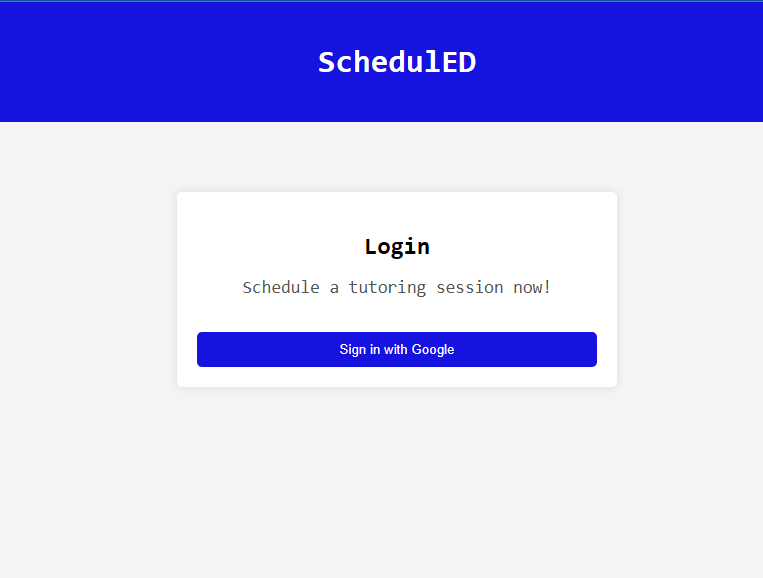 SchedulED
Login
Schedule a tutoring session now!
Sign in with Google